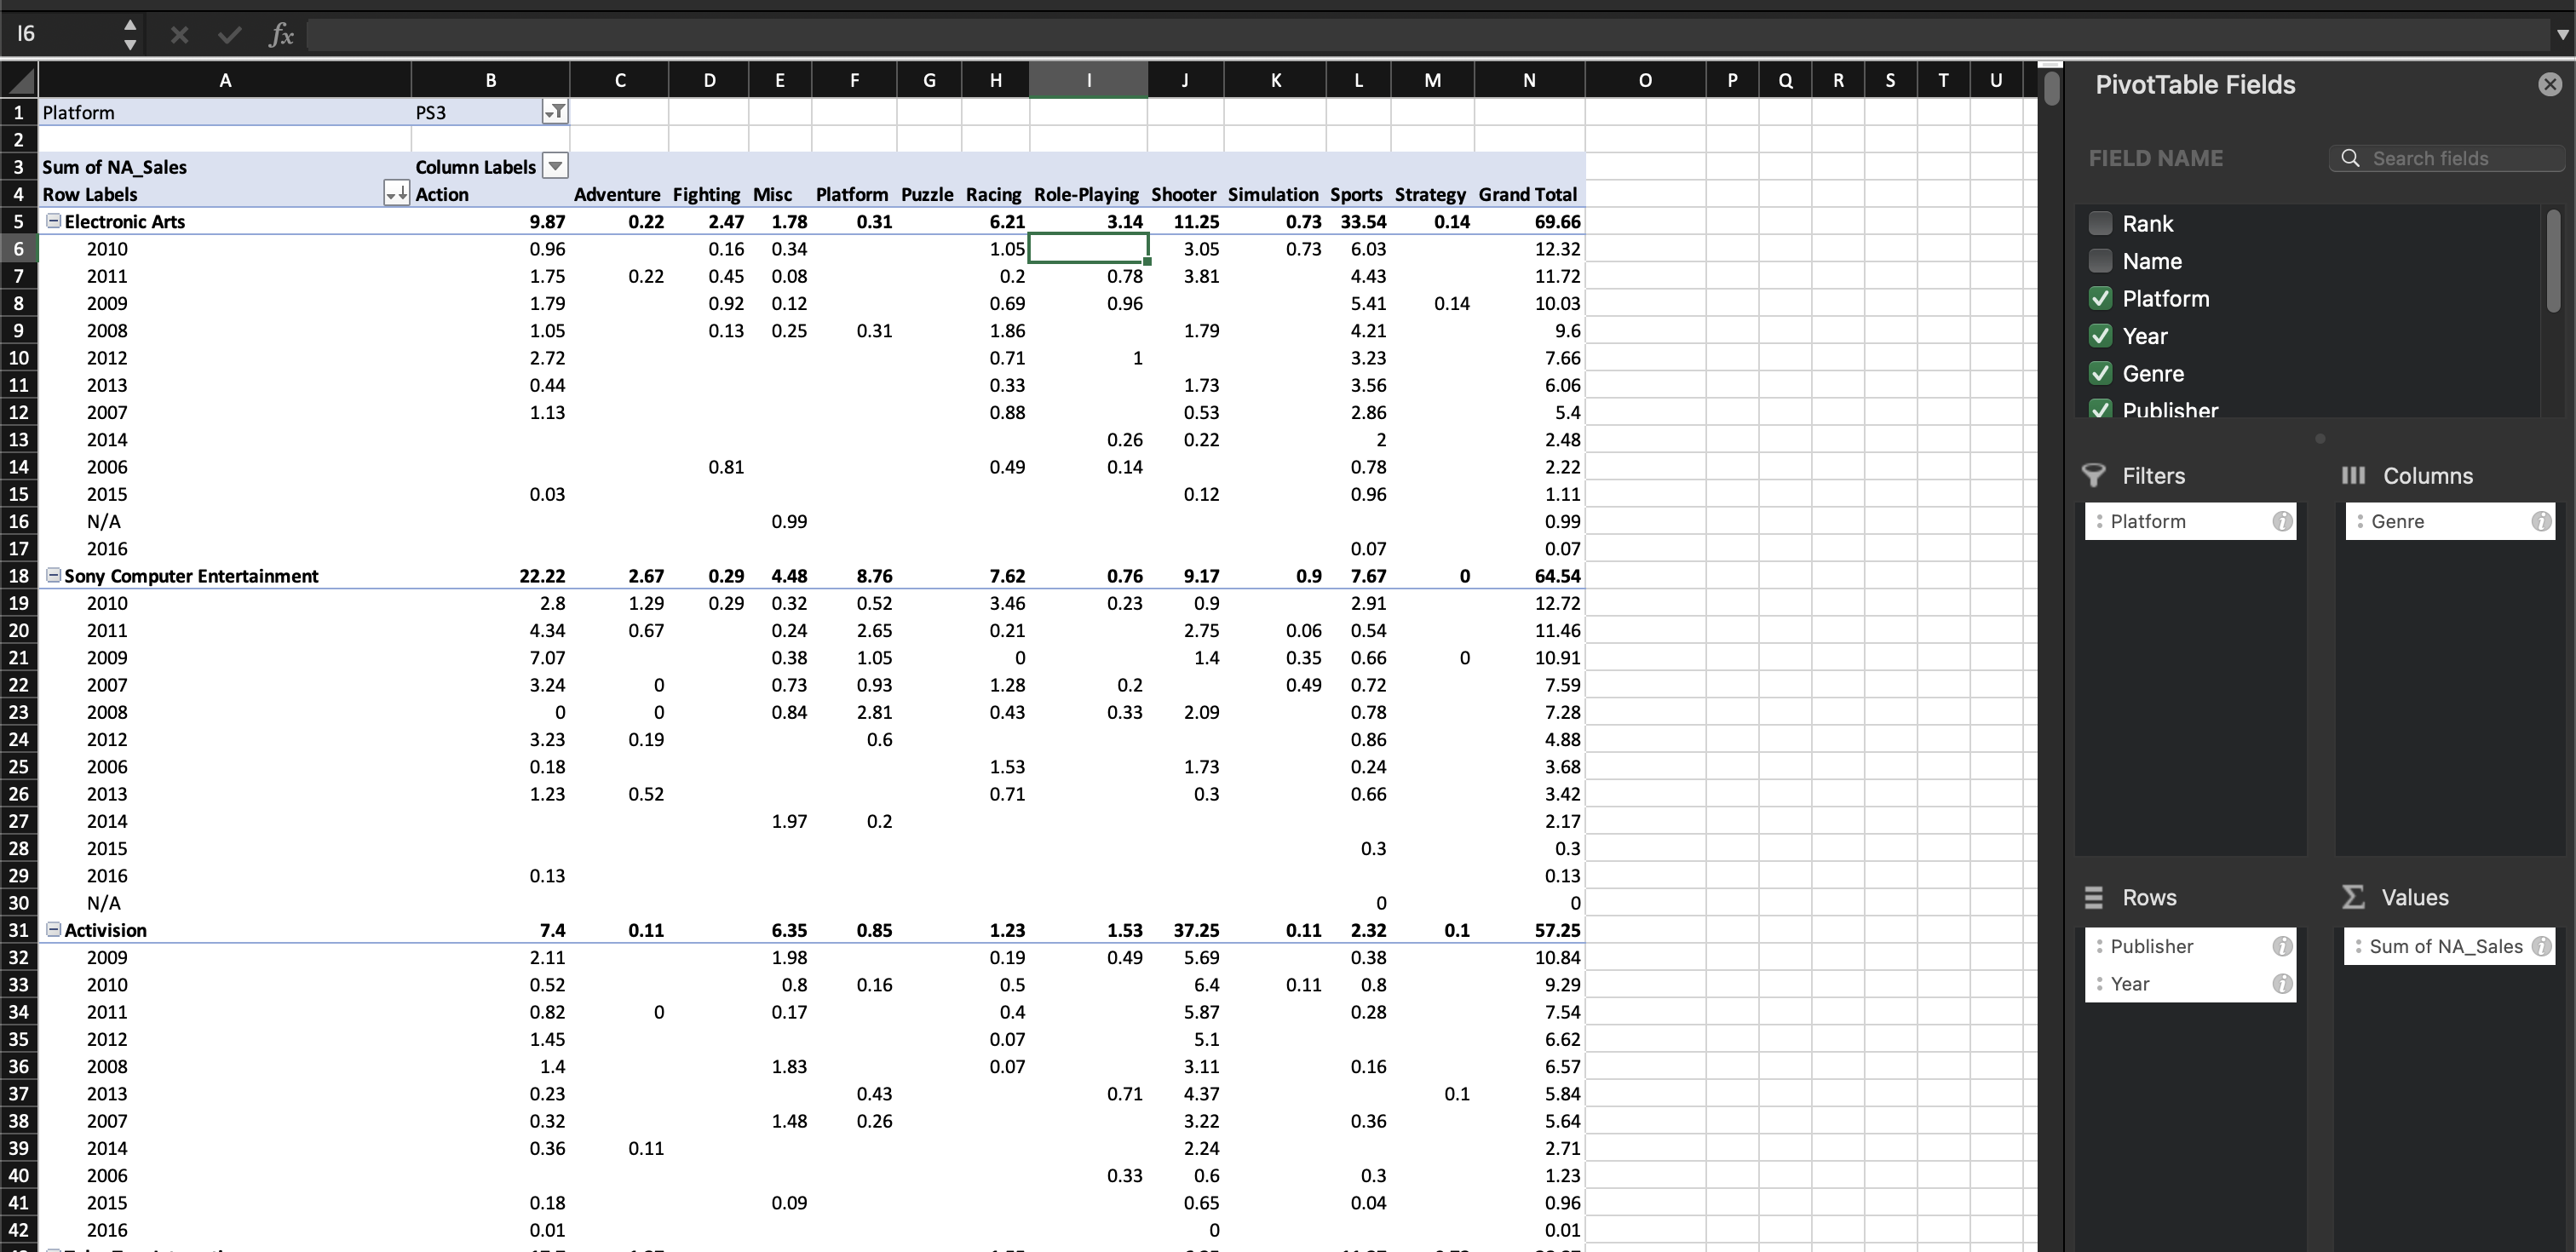 I6 fx
A B C D E F G H I J K L M N O P Q R S T U
1 Platform PS3
2
3 Sum of NA_Sales Column Labels
4 Row Labels Action Adventure Fighting Misc Platform Puzzle Racing Role-Playing Shooter Simulation Sports Strategy Grand Total
5 Electronic Arts 9.87 0.22 2.47 1.78 0.31 6.21 3.14 11.25 0.73 33.54 0.14 69.66
6 2010 0.96 0.16 0.34 1.05 3.05 0.73 6.03 12.32
7 2011 1.75 0.22 0.45 0.08 0.2 0.78 3.81 4.43 11.72
8 2009 1.79 0.92 0.12 0.69 0.96 5.41 0.14 10.03
9 2008 1.05 0.13 0.25 0.31 1.86 1.79 4.21 9.6
10 2012 2.72 0.71 1 3.23 7.66
11 2013 0.44 0.33 1.73 3.56 6.06
12 2007 1.13 0.88 0.53 2.86 5.4
13 2014 0.26 0.22 2 2.48
14 2006 0.81 0.49 0.14 0.78 2.22
15 2015 0.03 0.12 0.96 1.11
16 N/A 0.99 0.99
17 2016 0.07 0.07
18 Sony Computer Entertainment 22.22 2.67 0.29 4.48 8.76 7.62 0.76 9.17 0.9 7.67 0 64.54
19 2010 2.8 1.29 0.29 0.32 0.52 3.46 0.23 0.9 2.91 12.72
20 2011 4.34 0.67 0.24 2.65 0.21 2.75 0.06 0.54 11.46
21 2009 7.07 0.38 1.05 0 1.4 0.35 0.66 0 10.91
22 2007 3.24 0 0.73 0.93 1.28 0.2 0.49 0.72 7.59
23 2008 0 0 0.84 2.81 0.43 0.33 2.09 0.78 7.28
24 2012 3.23 0.19 0.6 0.86 4.88
25 2006 0.18 1.53 1.73 0.24 3.68
26 2013 1.23 0.52 0.71 0.3 0.66 3.42
27 2014 1.97 0.2 2.17
28 2015 0.3 0.3
29 2016 0.13 0.13
30 N/A 0 0
31 Activision 7.4 0.11 6.35 0.85 1.23 1.53 37.25 0.11 2.32 0.1 57.25
32 2009 2.11 1.98 0.19 0.49 5.69 0.38 10.84
33 2010 0.52 0.8 0.16 0.5 6.4 0.11 0.8 9.29
34 2011 0.82 0 0.17 0.4 5.87 0.28 7.54
35 2012 1.45 0.07 5.1 6.62
36 2008 1.4 1.83 0.07 3.11 0.16 6.57
37 2013 0.23 0.43 0.71 4.37 0.1 5.84
38 2007 0.32 1.48 0.26 3.22 0.36 5.64
39 2014 0.36 0.11 2.24 2.71
40 2006 0.33 0.6 0.3 1.23
41 2015 0.18 0.09 0.65 0.04 0.96
42 2016 0.01 0 0.01
PivotTable Fields
FIELD NAME Search fields
Rank
Name
Platform
Year
Genre
Publisher
Filters Columns
Platform Genre
Rows Values
Publisher Sum of NA_Sales
Year